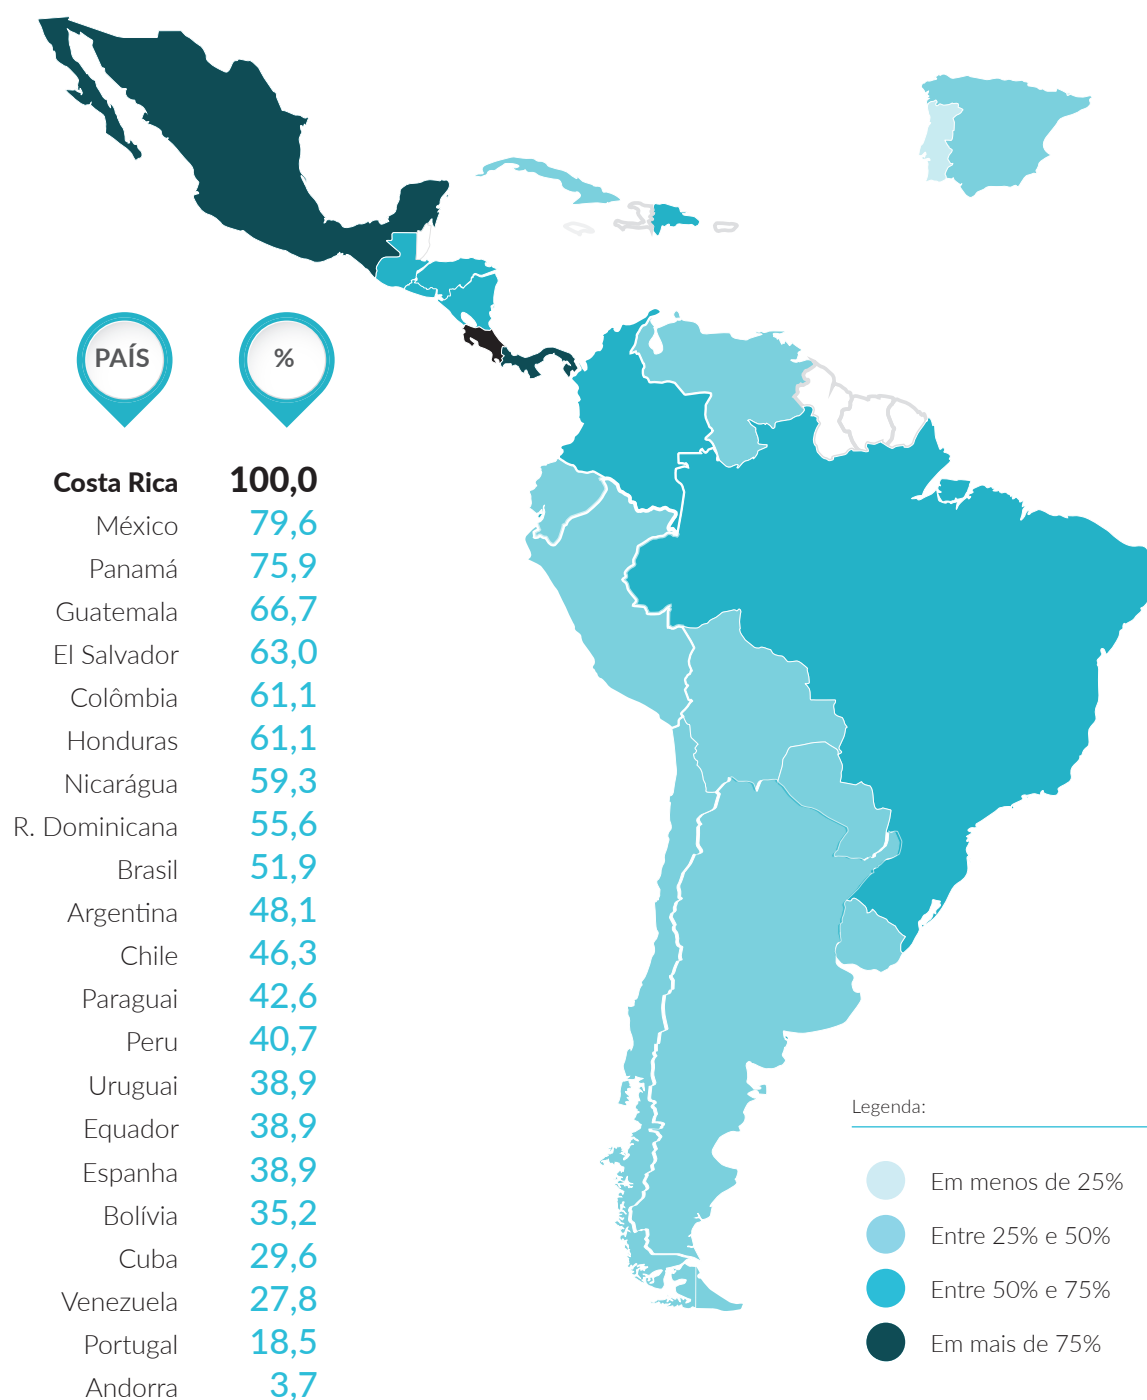 PAÍS %
Costa Rica 100,0
México 79,6
Panamá 75,9
Guatemala 66,7
El Salvador 63,0
Colômbia 61,1
Honduras 61,1
Nicarágua 59,3
R. Dominicana 55,6
Brasil 51,9
Argentina 48,1
Chile 46,3
Paraguai 42,6
Peru 40,7
Uruguai 38,9
Equador 38,9
Espanha 38,9
Bolívia 35,2
Cuba 29,6
Venezuela 27,8
Portugal 18,5
Andorra 3,7
Legenda:
Em menos de 25%
Entre 25% e 50%
Entre 50% e 75%
Em mais de 75%